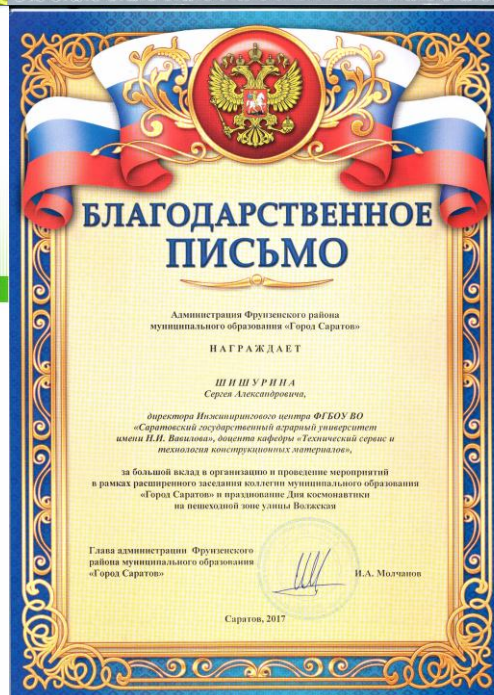 БЛАГОДАРСТВЕННОЕ
ПИСЬМО
Администрация Фрунзенского района
муниципального образования «Город Саратов»
НАГРАЖДАЕТ
ШИШУРИНА
Сергея Александровича,
директора Инжинирингового центра ФГБОУ ВО
«Саратовский государственный аграрный университет
имени Н.И. Вавилова», доцента кафедры «Технический сервис и
технология конструкционных материалов»,
за большой вклад в организацию и проведение мероприятий
в рамках расширенного заседания коллегии муниципального образования
«Город Саратов» и празднование Дня космонавтики
на пешеходной зоне улицы Волжская
Глава администрации Фрунзенского
района муниципального образования
«Город Саратов»
И.А. Молчанов
Саратов, 2017